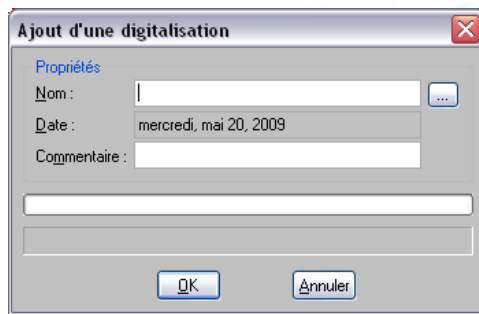 Ajout d'une digitalisation
Propriétés
Nom :
...
Date : mercredi, mai 20, 2009
Commentaire :
OK Annuler